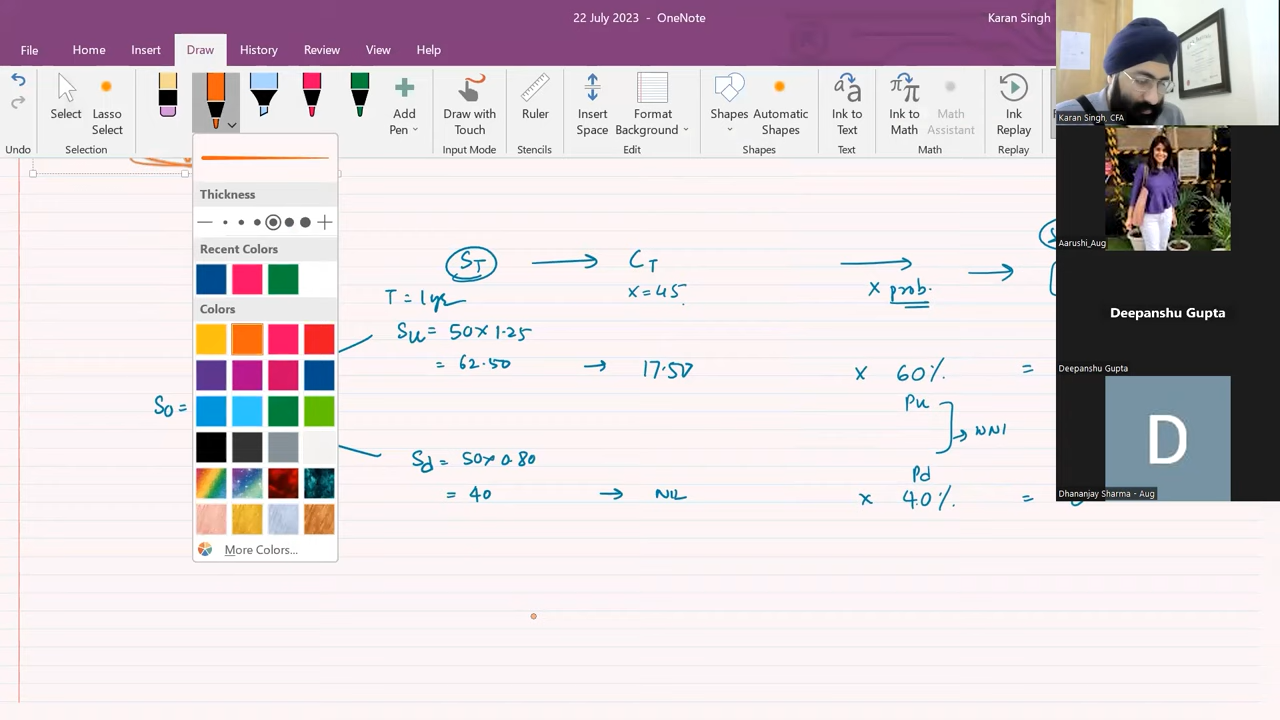 22 July 2023 - OneNote
Karan Singh
File Home Insert Draw History Review View Help
Select
Lasso Select
Add Pen
Draw with Touch
Ruler
Insert Space
Format Background
Shapes
Automatic Shapes
Ink to Text
Ink to Math
Math Assistant
Ink Replay
Undo
Selection
Input Mode
Stencils
Edit
Shapes
Text
Math
Replay
Thickness
Recent Colors
Colors
More Colors...
ST → CT → →
T = 1yr
x = 45
x prob.
Su = 50 x 1.25
= 62.50 → 17.50 x 60% =
Pu
S0 =
→ NNI
Sd = 50 x 0.80
Pd
= 40 → NIL x 40% =
Karan Singh, CFA
Aarushi_Aug
Deepanshu Gupta
Deepanshu Gupta
D
Dhananjay Sharma - Aug